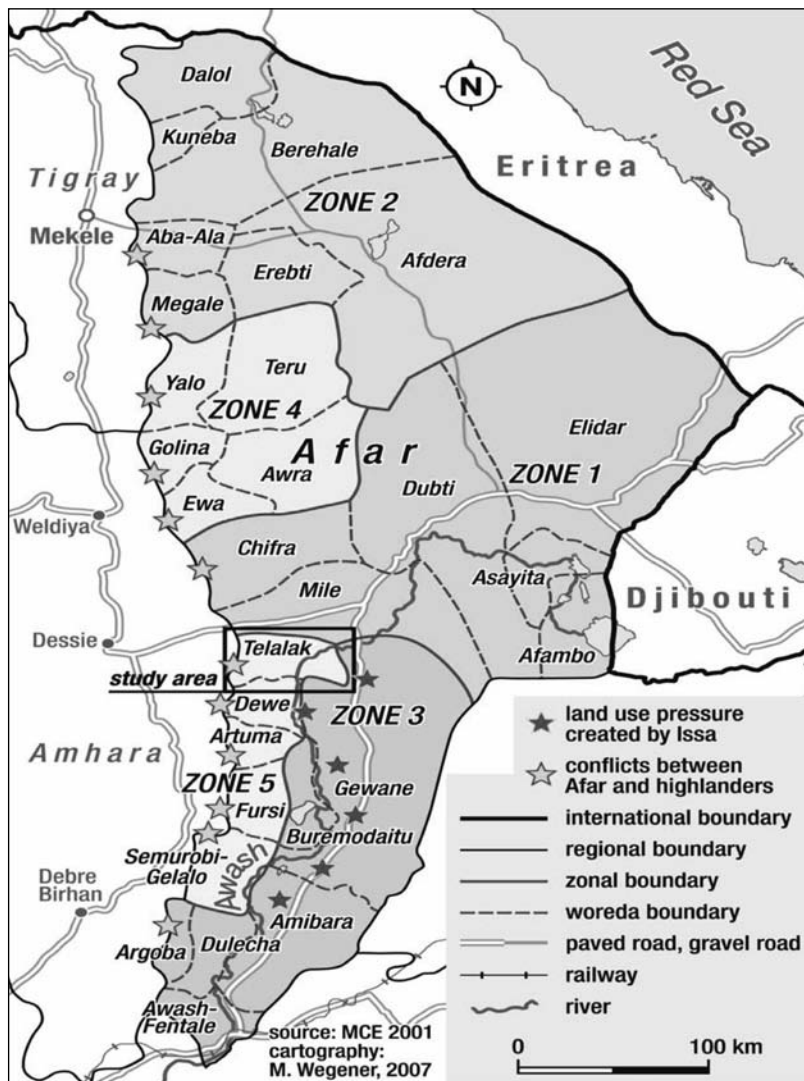 Red Sea
N
Dalol
Kuneba
Berehale
Eritrea
Tigray
ZONE 2
Mekele
Aba-Ala
Erebti
Afdera
Megale
Teru
Yalo
ZONE 4
Elidar
Golina
Afar
ZONE 1
Awra
Dubti
Ewa
Weldiya
Chifra
Asayita
Mile
Djibouti
Dessie
Telalak
Afambo
study area
Dewe
ZONE 3
Artuma
Amhara
ZONE 5
Gewane
Fursi
Buremodaitu
Semurobi-
Gelalo
Awash
Debre
Birhan
Amibara
Argoba
Dulecha
Awash-
Fentale
source: MCE 2001
cartography:
M. Wegener, 2007
land use pressure
created by Issa
conflicts between
Afar and highlanders
international boundary
regional boundary
zonal boundary
woreda boundary
paved road, gravel road
railway
river
0 100 km